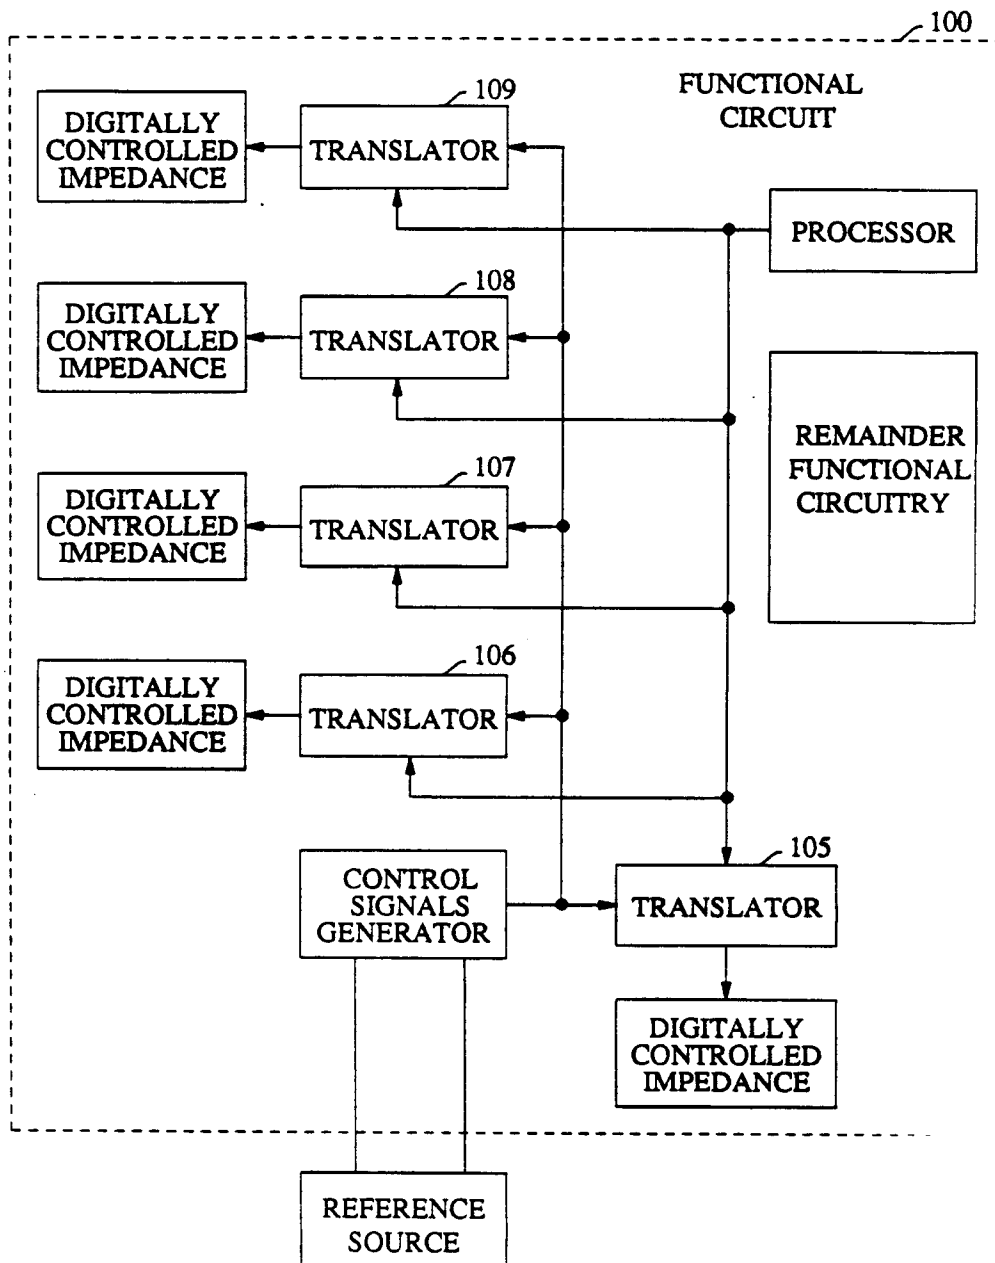 100
FUNCTIONAL
CIRCUIT
109
DIGITALLY
CONTROLLED
IMPEDANCE
TRANSLATOR
PROCESSOR
108
DIGITALLY
CONTROLLED
IMPEDANCE
TRANSLATOR
REMAINDER
FUNCTIONAL
CIRCUITRY
107
DIGITALLY
CONTROLLED
IMPEDANCE
TRANSLATOR
106
DIGITALLY
CONTROLLED
IMPEDANCE
TRANSLATOR
105
CONTROL
SIGNALS
GENERATOR
TRANSLATOR
DIGITALLY
CONTROLLED
IMPEDANCE
REFERENCE
SOURCE